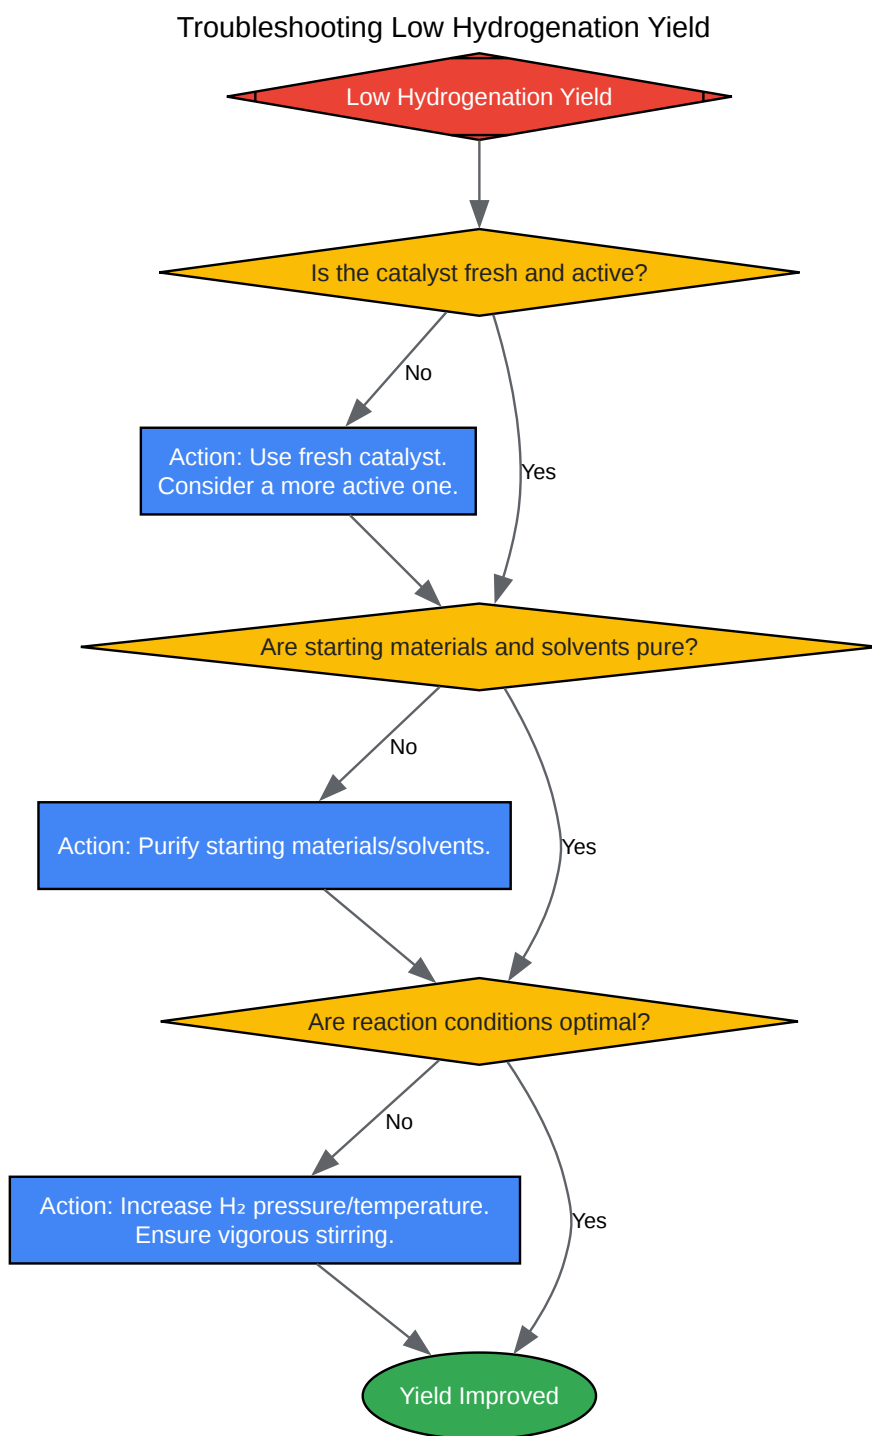 Troubleshooting Low Hydrogenation Yield
Low Hydrogenation Yield
Is the catalyst fresh and active?
No
Action: Use fresh catalyst.
Consider a more active one.
Yes
Are starting materials and solvents pure?
No
Action: Purify starting materials/solvents.
Yes
Are reaction conditions optimal?
No
Action: Increase H₂ pressure/temperature.
Ensure vigorous stirring.
Yes
Yield Improved